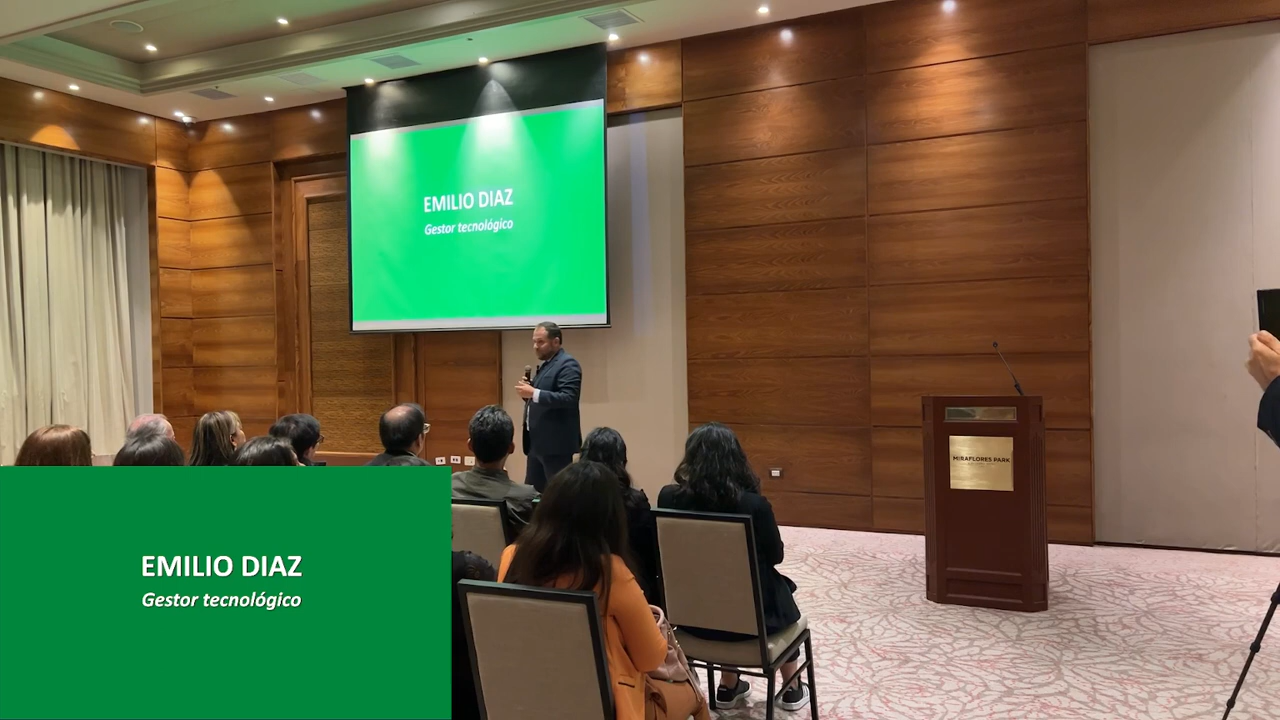 EMILIO DIAZ
Gestor tecnológico
MIRAFLORES PARK
EMILIO DIAZ
Gestor tecnológico